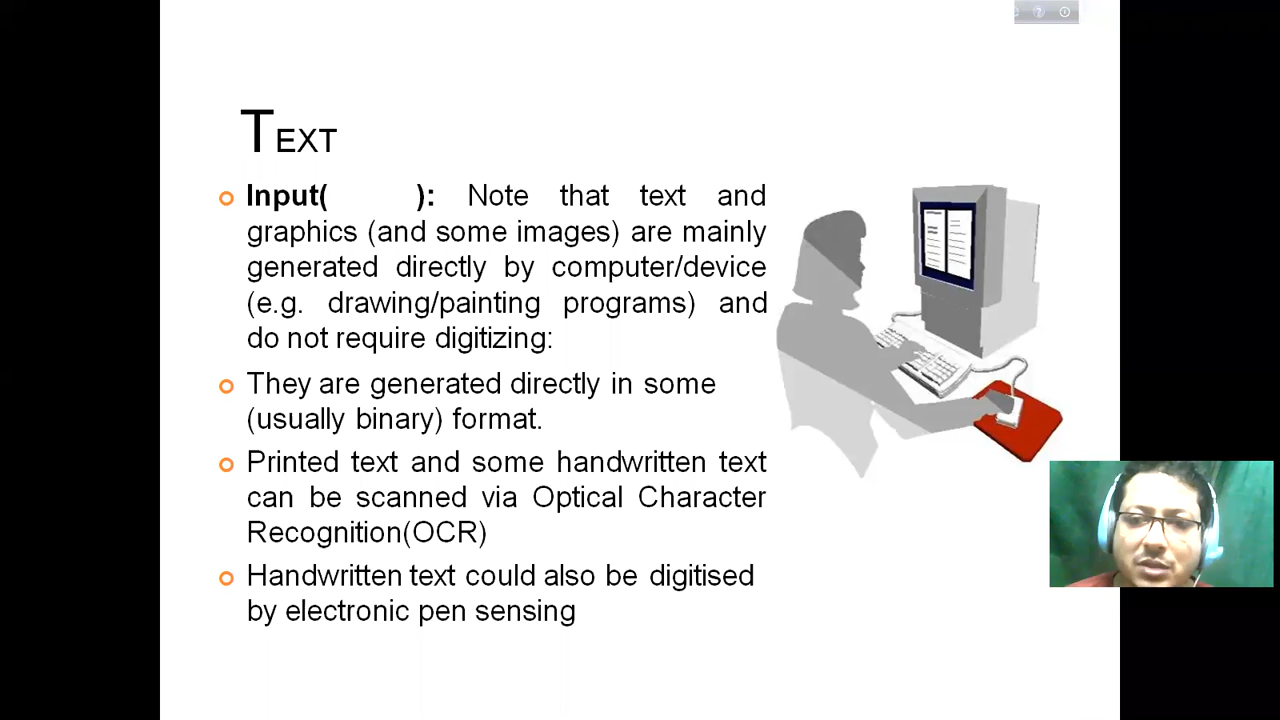 TEXT
Input( ): Note that text and
graphics (and some images) are mainly
generated directly by computer/device
(e.g. drawing/painting programs) and
do not require digitizing:
They are generated directly in some
(usually binary) format.
Printed text and some handwritten text
can be scanned via Optical Character
Recognition(OCR)
Handwritten text could also be digitised
by electronic pen sensing